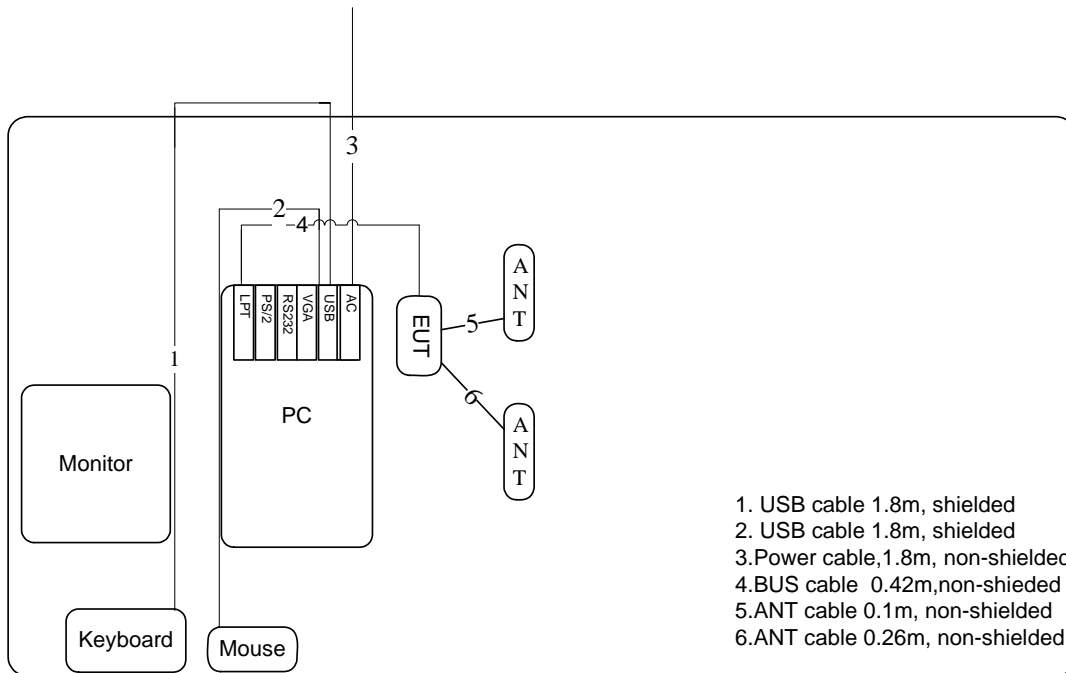 3
2
4
LPT
PS/2
RS232
VGA
USB
AC
EUT
ANT
5
1
6
PC
ANT
Monitor
1. USB cable 1.8m, shielded
2. USB cable 1.8m, shielded
3.Power cable,1.8m, non-shielded
4.BUS cable 0.42m,non-shieded
5.ANT cable 0.1m, non-shielded
6.ANT cable 0.26m, non-shielded
Keyboard
Mouse